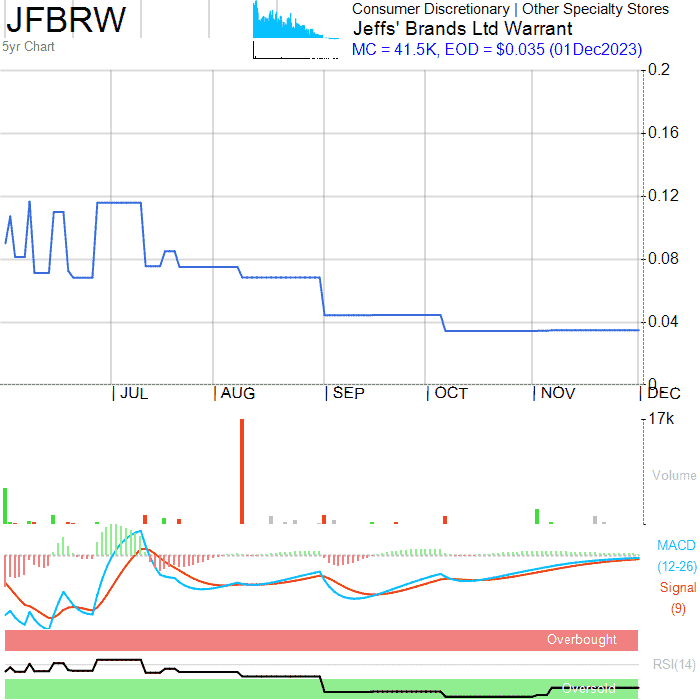 JFBRW
5yr Chart
Consumer Discretionary | Other Specialty Stores
Jeffs' Brands Ltd Warrant
MC = 41.5K, EOD = $0.035 (01Dec2023)
0.2
0.16
0.12
0.08
0.04
0
JUL AUG SEP OCT NOV DEC
17k
Volume
MACD
(12-26)
Signal
(9)
Overbought
RSI(14)
Oversold